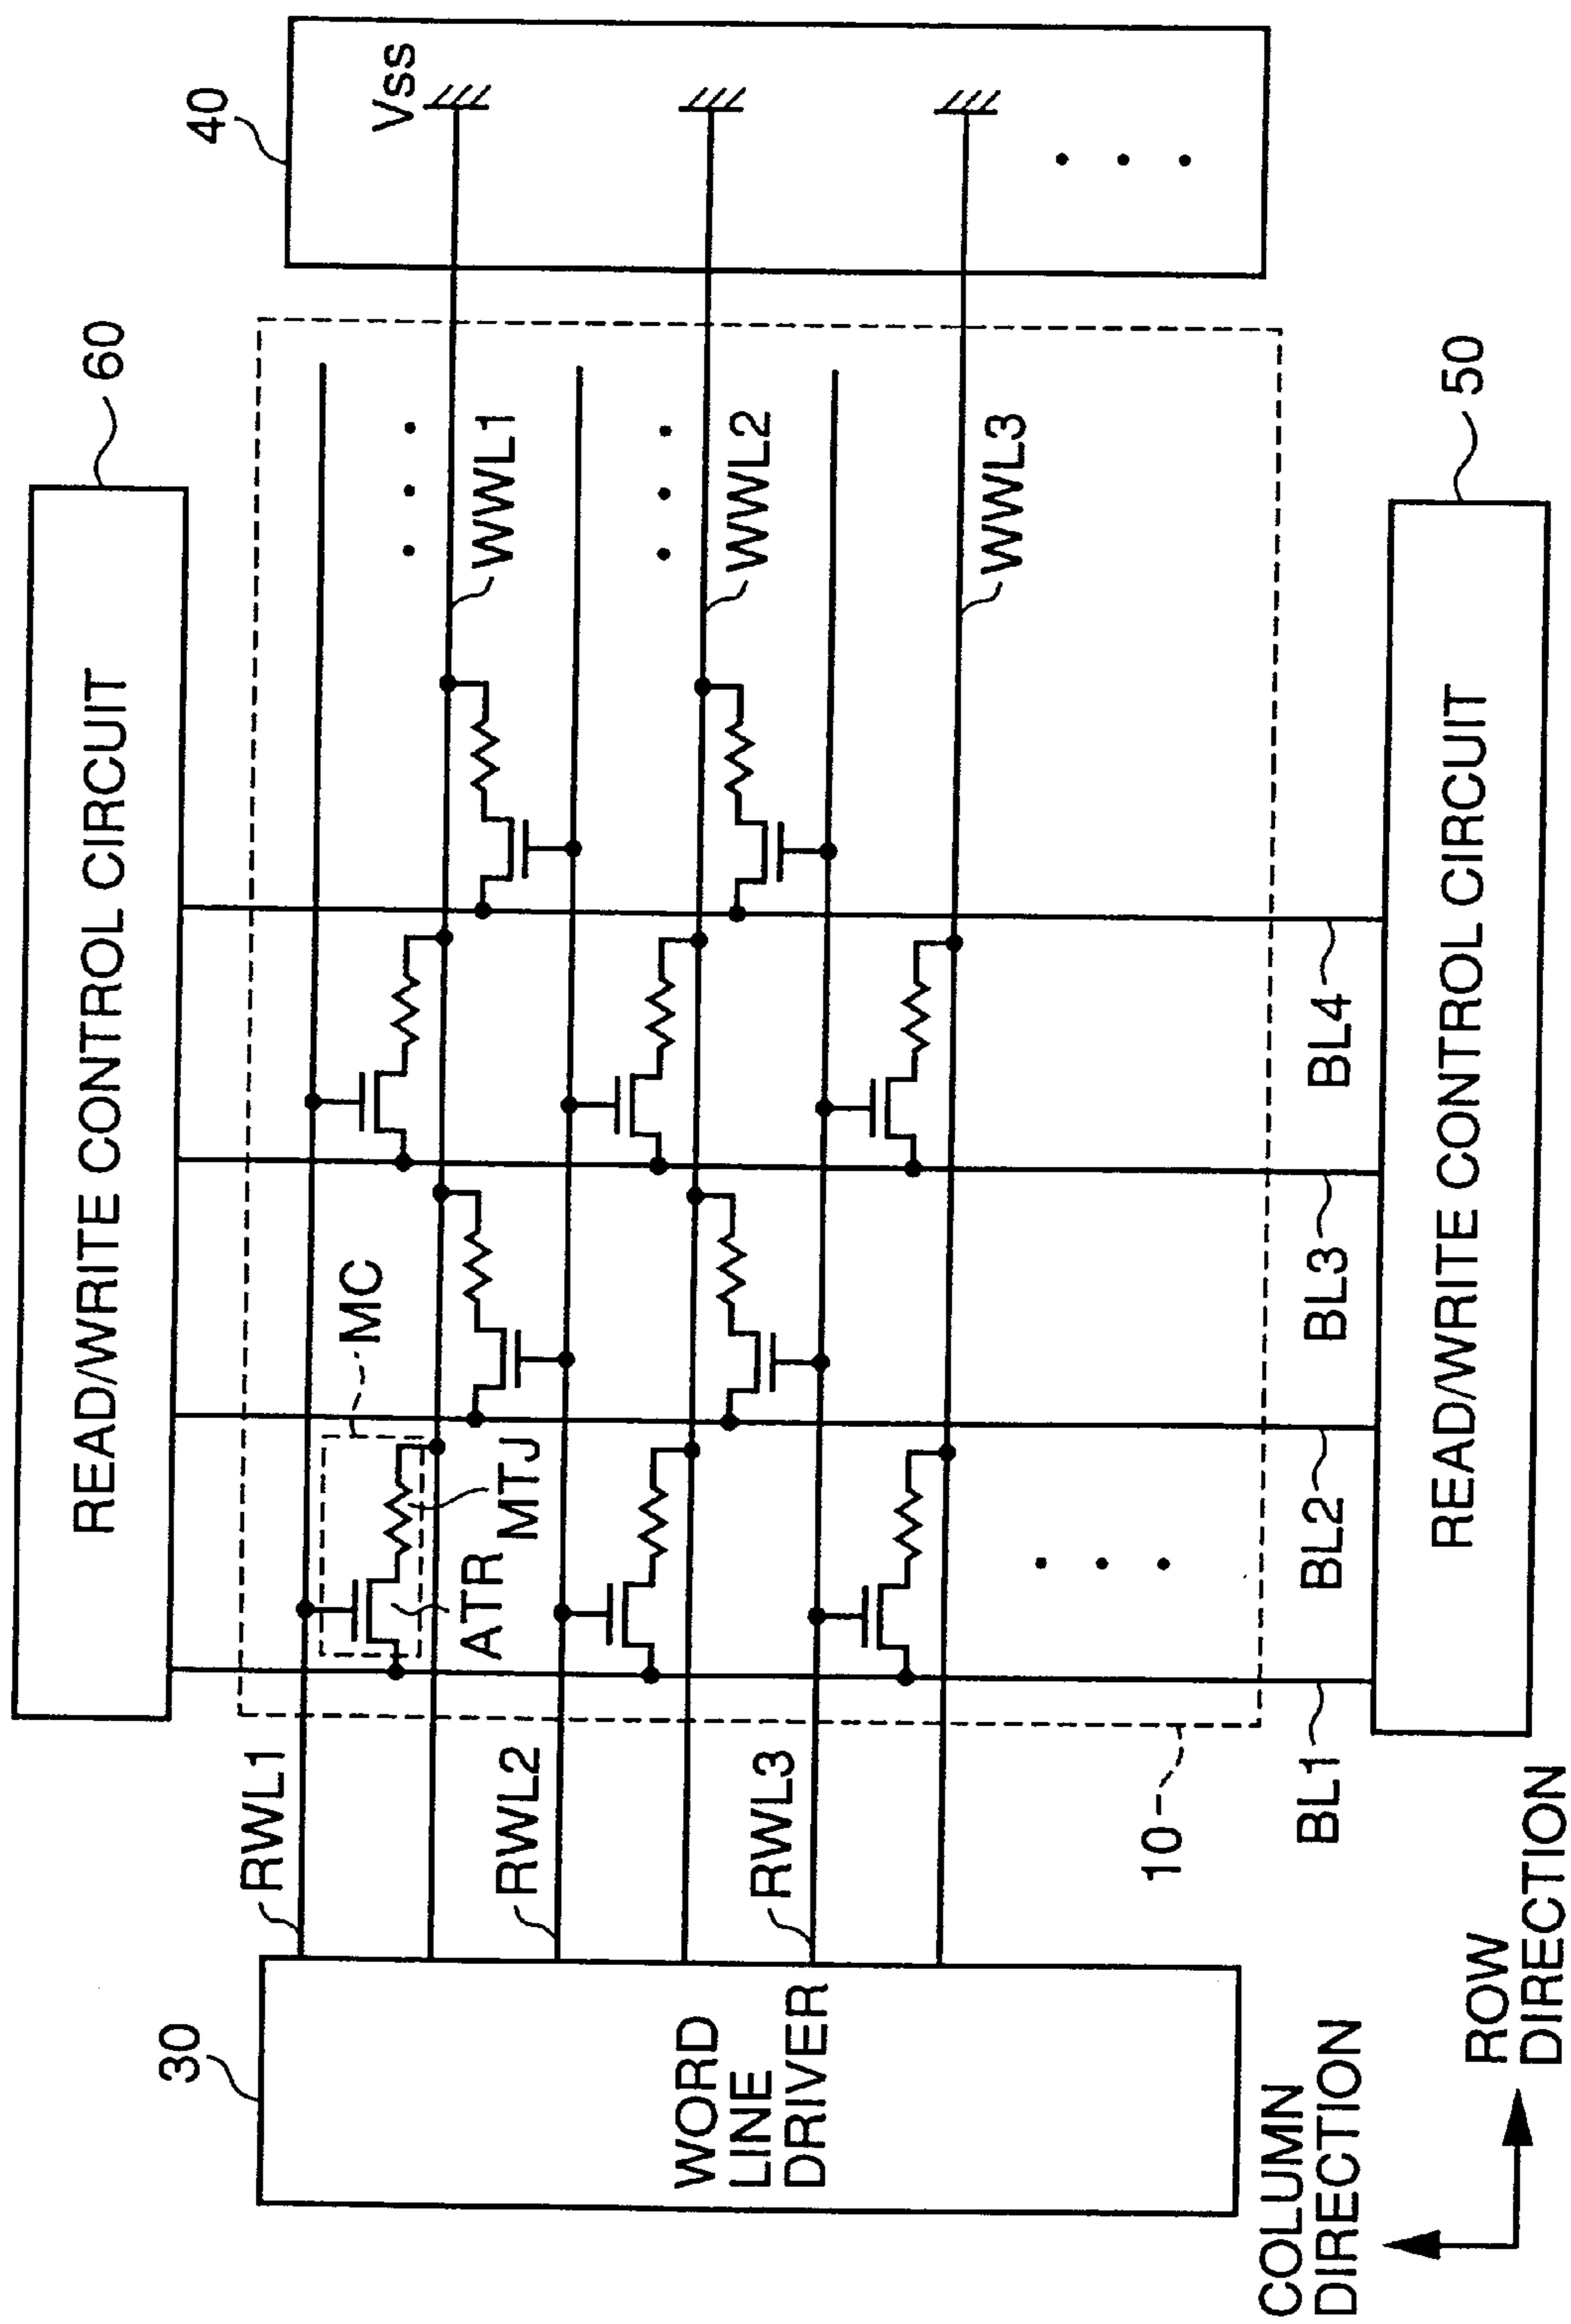 60
READ/WRITE CONTROL CIRCUIT
40
Vss
30
WORD
LINE
DRIVER
RWL1
MC
ATR
MTJ
WWL1
RWL2
WWL2
RWL3
WWL3
10
BL1
BL2
BL3
BL4
50
READ/WRITE CONTROL CIRCUIT
COLUMN
DIRECTION
ROW
DIRECTION